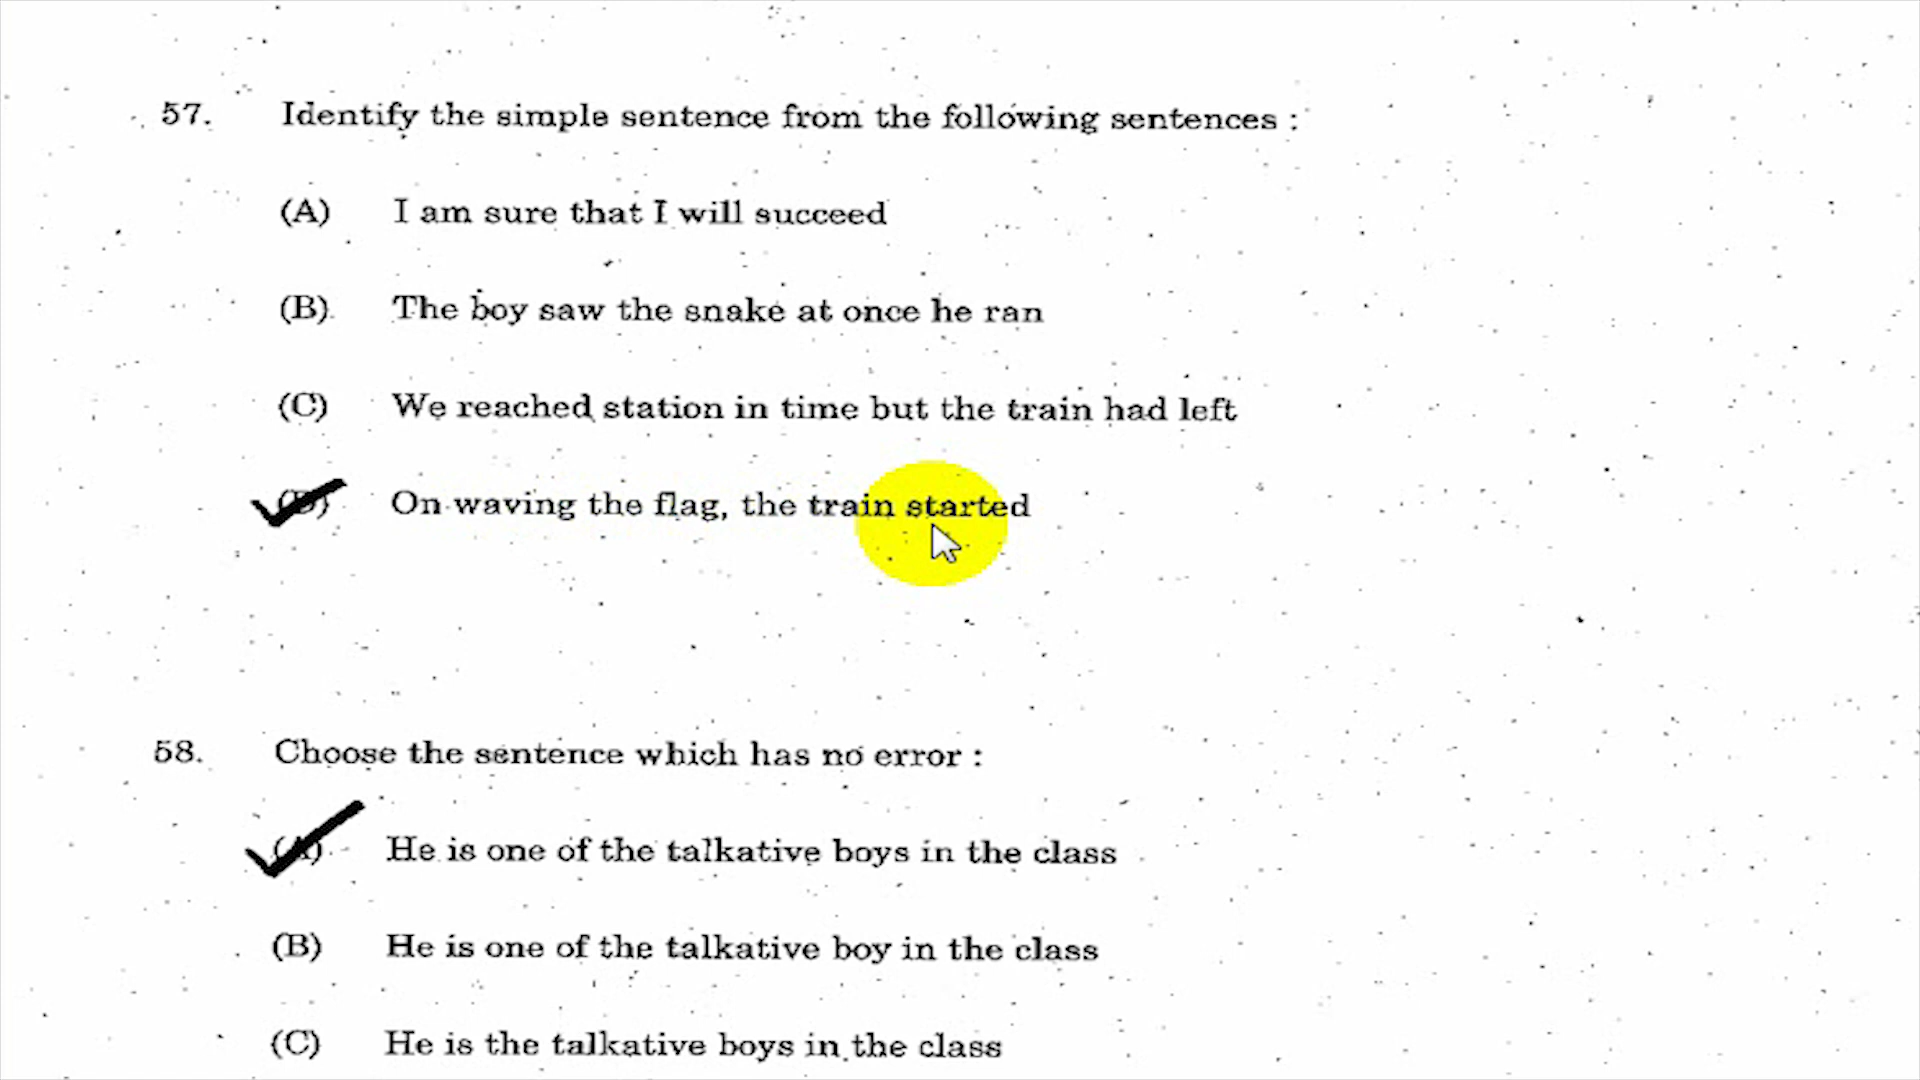 57. Identify the simple sentence from the following sentences :
(A) I am sure that I will succeed
(B) The boy saw the snake at once he ran
(C) We reached station in time but the train had left
(D) On waving the flag, the train started
58. Choose the sentence which has no error :
(A) He is one of the talkative boys in the class
(B) He is one of the talkative boy in the class
(C) He is the talkative boys in the class